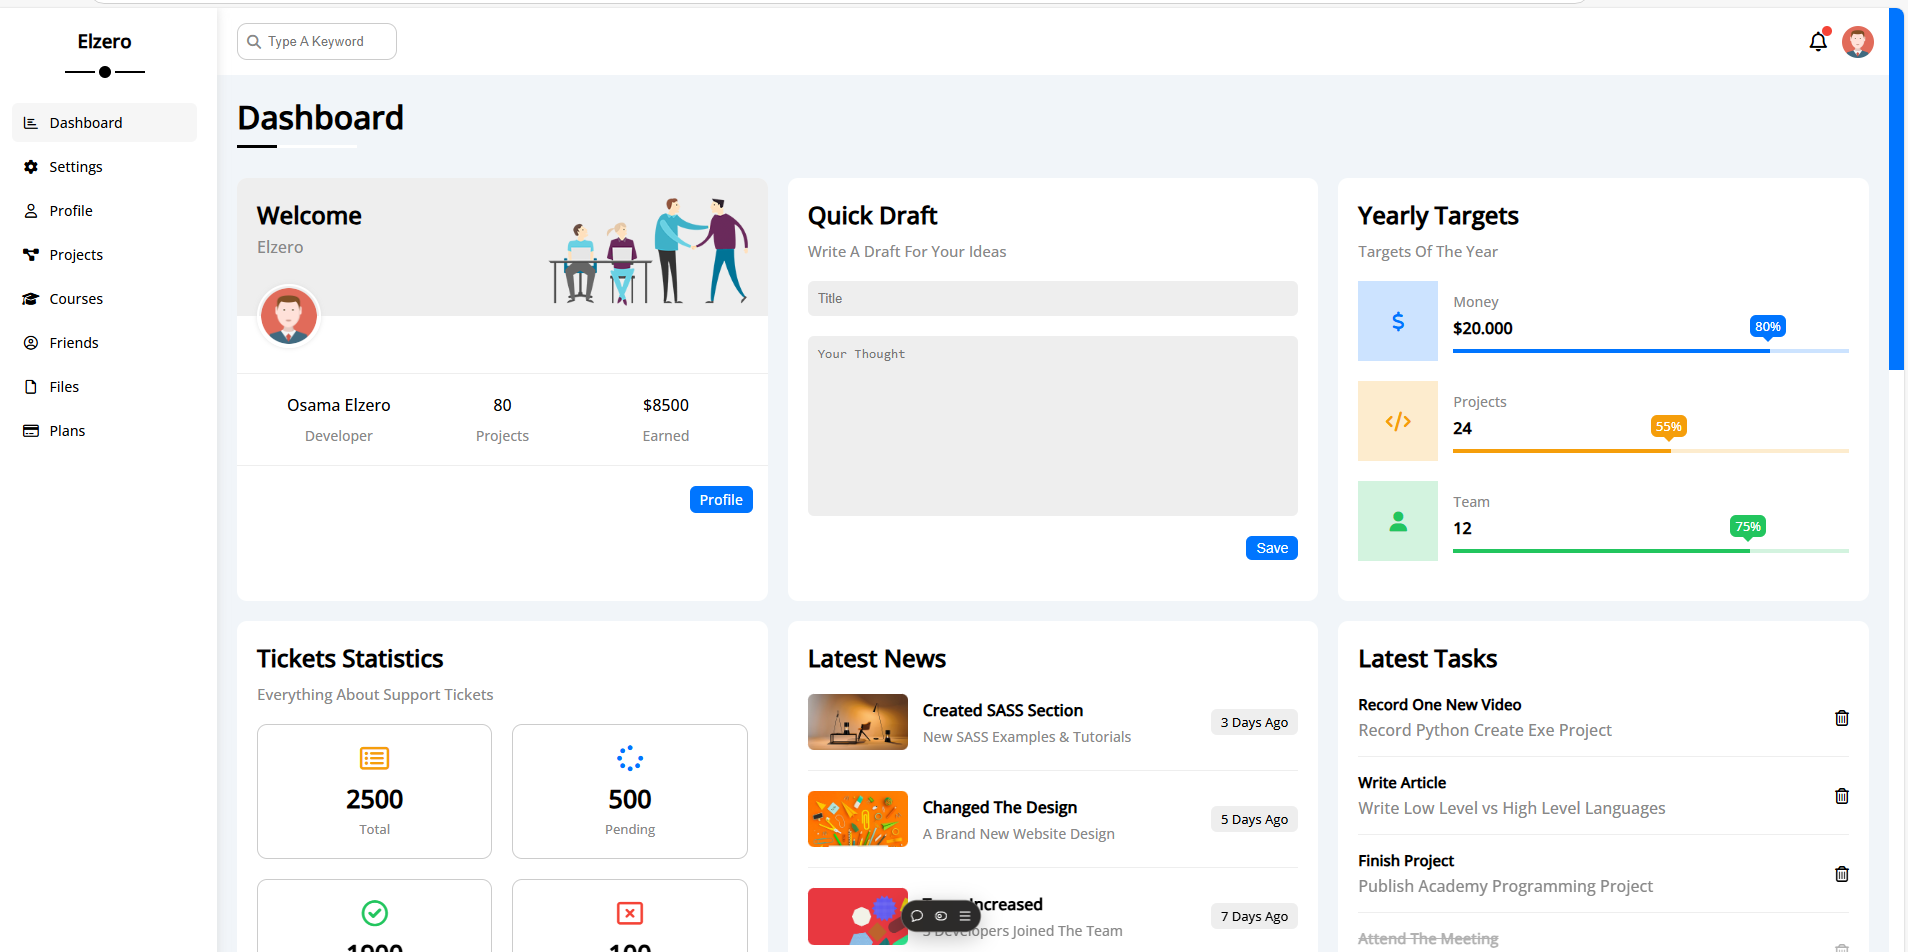 Elzero
Type A Keyword
Dashboard
Settings
Profile
Projects
Courses
Friends
Files
Plans
Dashboard
Welcome
Elzero
Osama Elzero
Developer
80
Projects
$8500
Earned
Profile
Quick Draft
Write A Draft For Your Ideas
Title
Your Thought
Save
Yearly Targets
Targets Of The Year
Money
$20.000
80%
Projects
24
55%
Team
12
75%
Tickets Statistics
Everything About Support Tickets
2500
Total
500
Pending
1900
100
Latest News
Created SASS Section
New SASS Examples & Tutorials
3 Days Ago
Changed The Design
A Brand New Website Design
5 Days Ago
Increased
Developers Joined The Team
7 Days Ago
Latest Tasks
Record One New Video
Record Python Create Exe Project
Write Article
Write Low Level vs High Level Languages
Finish Project
Publish Academy Programming Project
Attend The Meeting